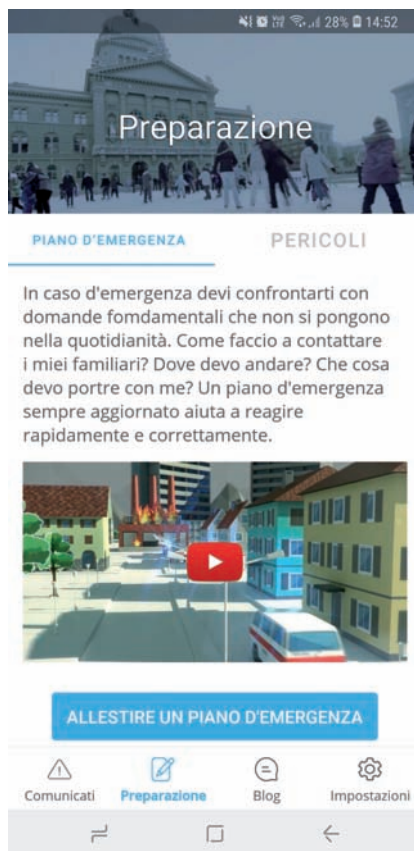 28% 14:52
Preparazione
PIANO D'EMERGENZA PERICOLI
In caso d'emergenza devi confrontarti con
domande fomdamentali che non si pongono
nella quotidianità. Come faccio a contattare
i miei familiari? Dove devo andare? Che cosa
devo portre con me? Un piano d'emergenza
sempre aggiornato aiuta a reagire
rapidamente e correttamente.
ALLESTIRE UN PIANO D'EMERGENZA
Comunicati Preparazione Blog Impostazioni